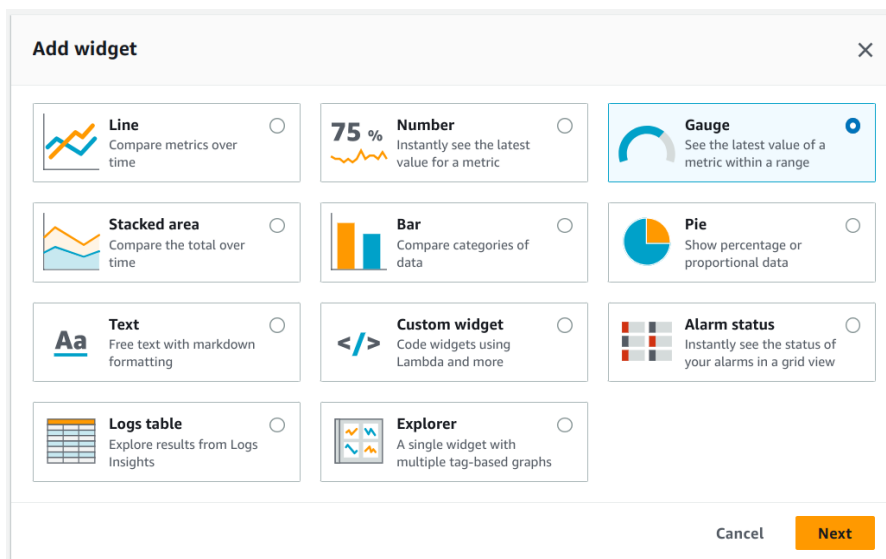 Add widget
Line
Compare metrics over
time
75 %
Number
Instantly see the latest
value for a metric
Gauge
See the latest value of a
metric within a range
Stacked area
Compare the total over
time
Bar
Compare categories of
data
Pie
Show percentage or
proportional data
Aa
Text
Free text with markdown
formatting
</>
Custom widget
Code widgets using
Lambda and more
Alarm status
Instantly see the status of
your alarms in a grid view
Logs table
Explore results from Logs
Insights
Explorer
A single widget with
multiple tag-based graphs
Cancel
Next